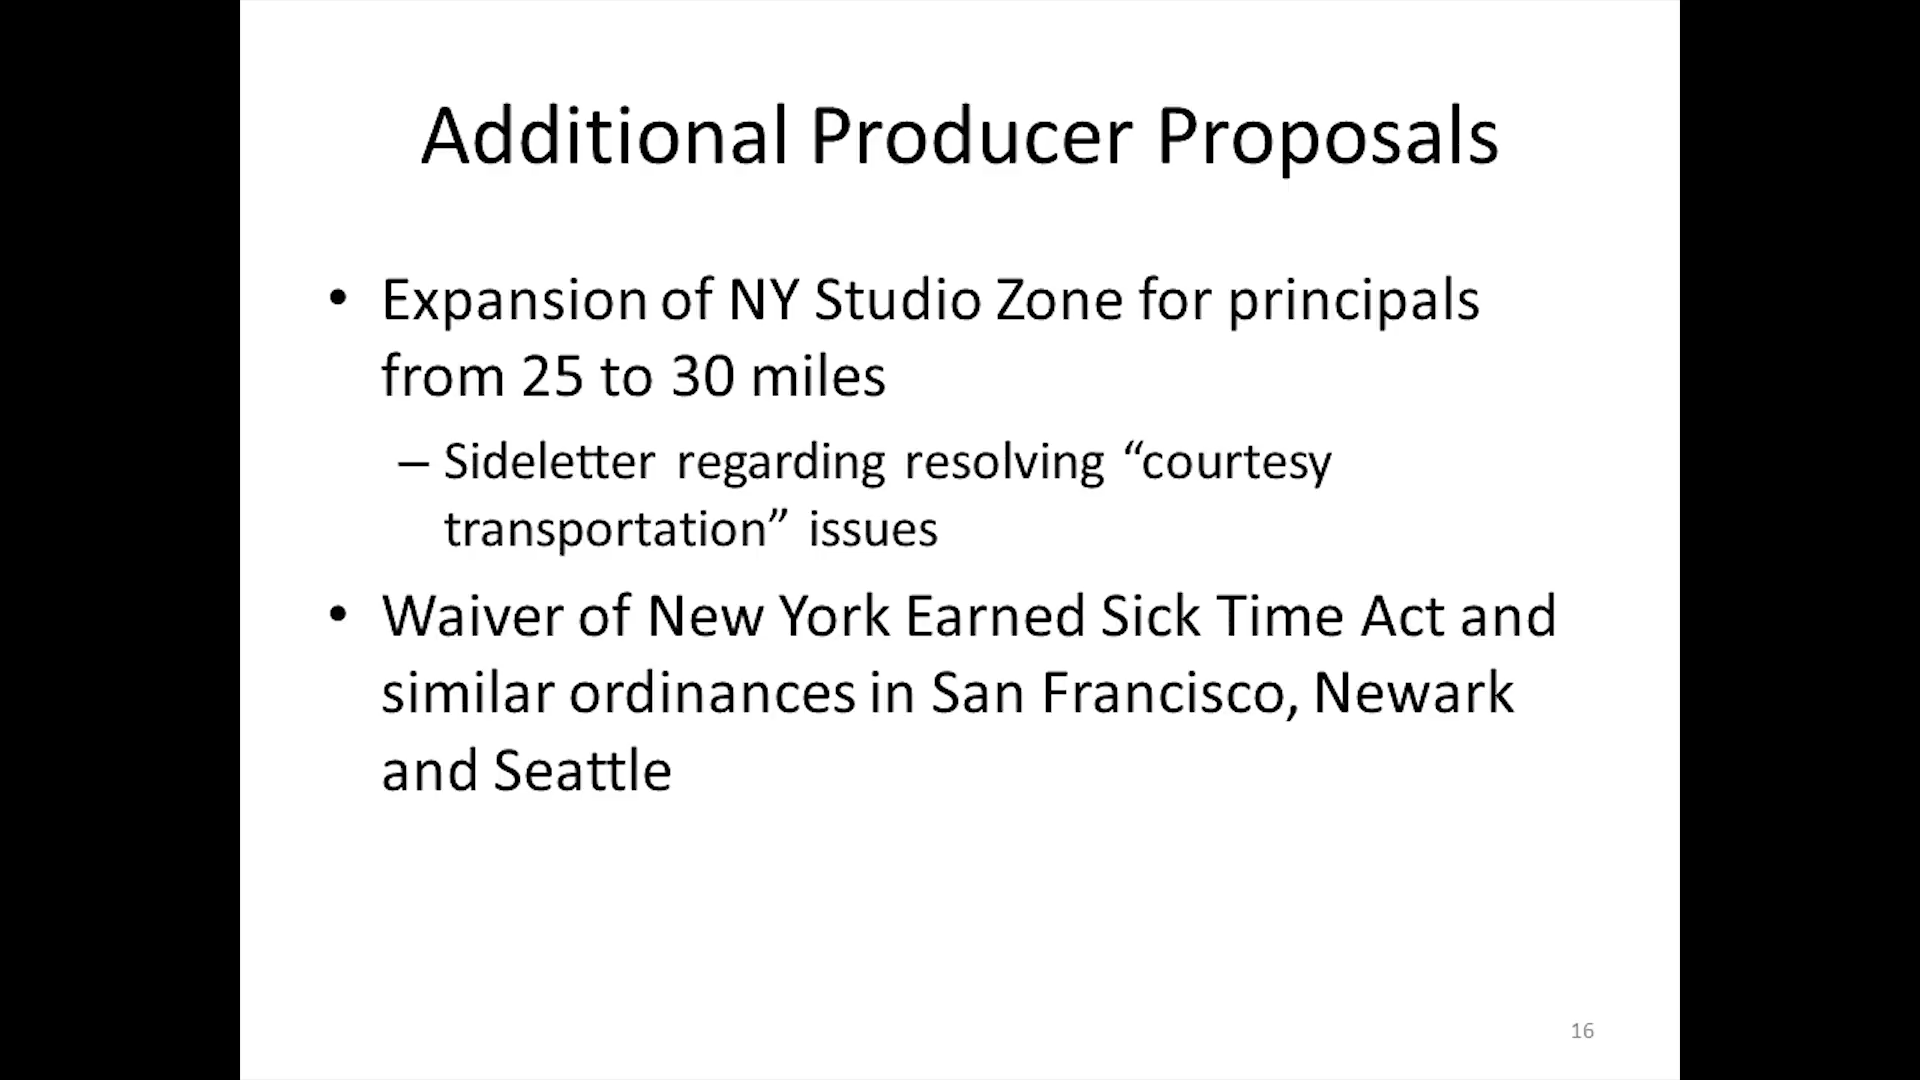 Additional Producer Proposals
• Expansion of NY Studio Zone for principals
from 25 to 30 miles
– Sideletter regarding resolving “courtesy
transportation” issues
• Waiver of New York Earned Sick Time Act and
similar ordinances in San Francisco, Newark
and Seattle
16